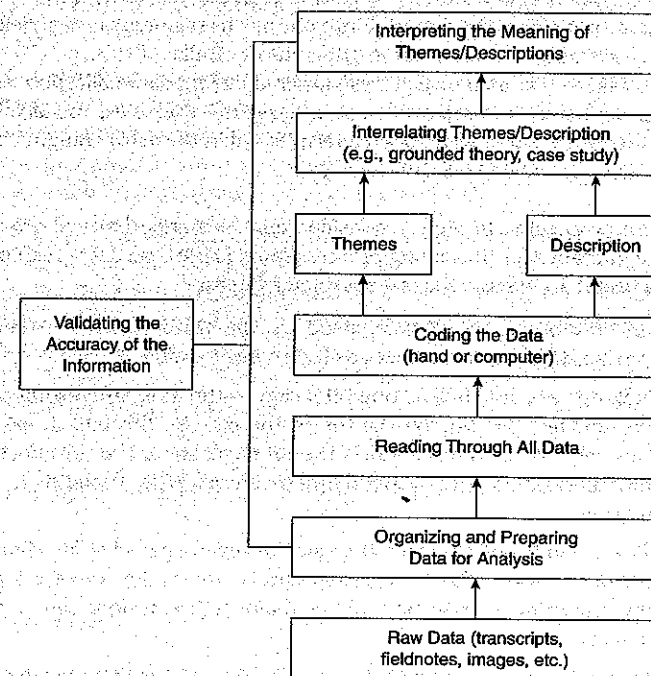 Interpreting the Meaning of
Themes/Descriptions
Interrelating Themes/Description
(e.g., grounded theory, case study)
Themes
Description
Validating the
Accuracy of the
Information
Coding the Data
(hand or computer)
Reading Through All Data
Organizing and Preparing
Data for Analysis
Raw Data (transcripts,
fieldnotes, images, etc.)